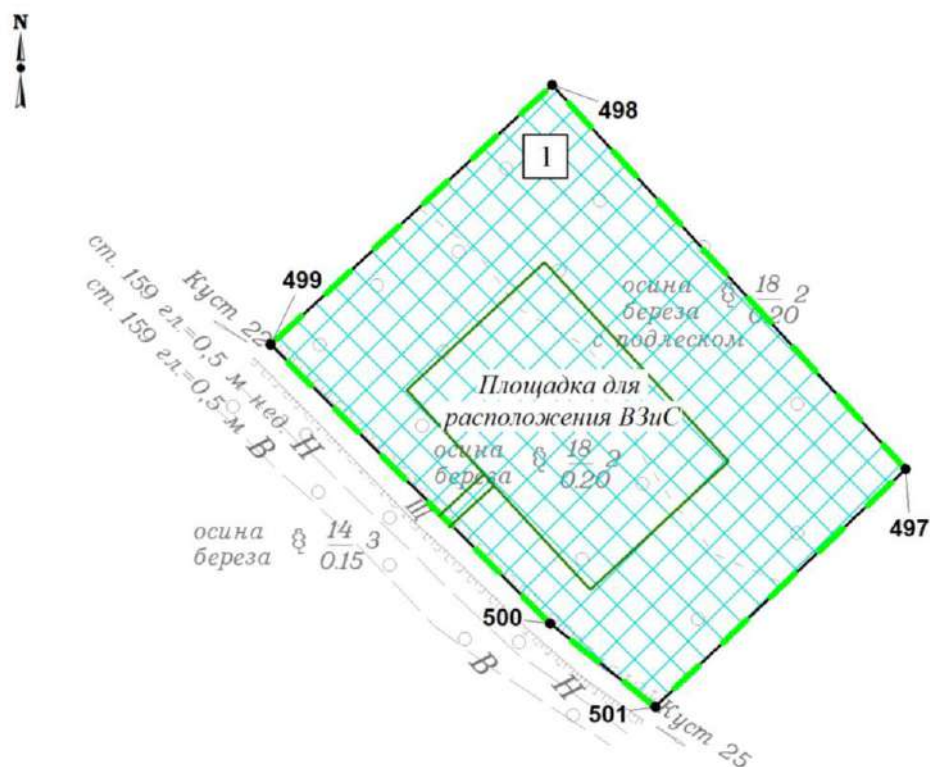 N
498
1
499
ст. 159 гл.=0,5 м нед.
ст. 159 гл.=0,5 м
Куст 22
осина
береза
с подлеском
18
0.20
2
Площадка для
расположения ВЗиС
осина
береза
18
0.20
2
В
Н
Щ
497
осина
береза
14
0.15
3
500
В
Н
501
Куст 25